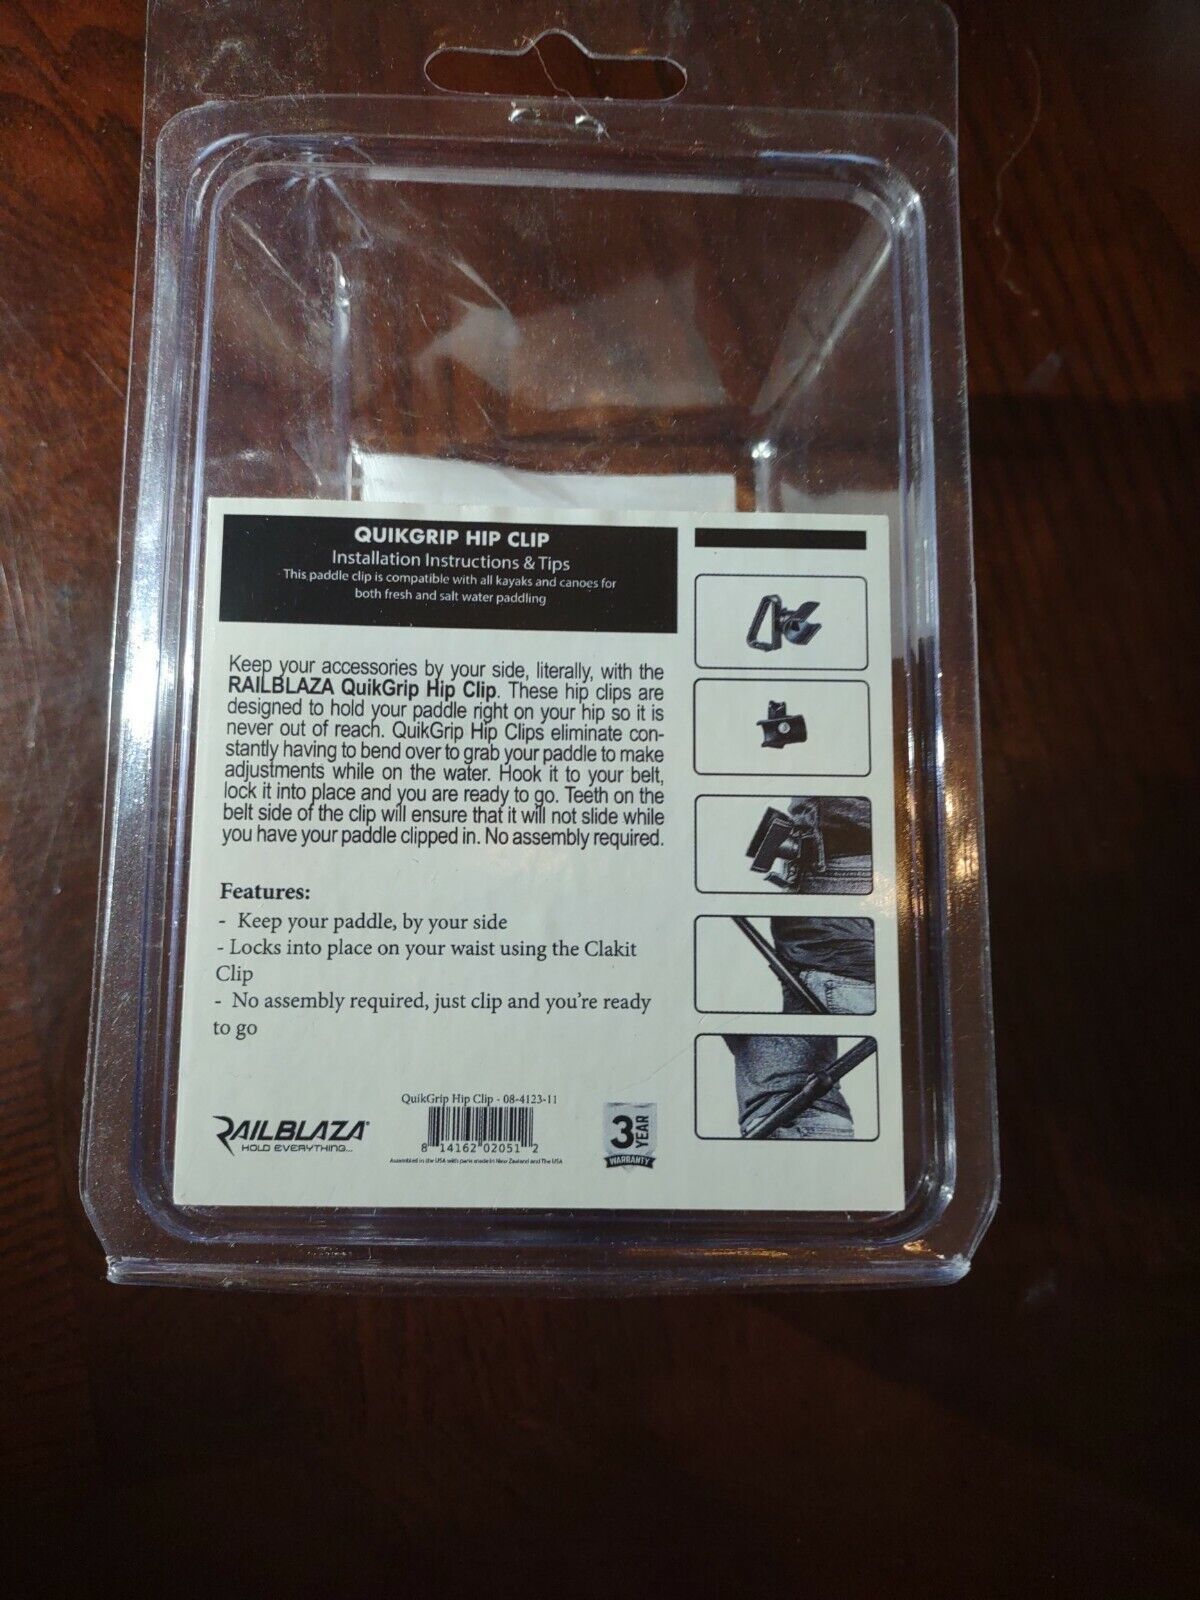 QUIKGRIP HIP CLIP
Installation Instructions & Tips
This paddle clip is compatible with all kayaks and canoes for
both fresh and salt water paddling
Keep your accessories by your side, literally, with the
RAILBLAZA QuikGrip Hip Clip. These hip clips are
designed to hold your paddle right on your hip so it is
never out of reach. QuikGrip Hip Clips eliminate con-
stantly having to bend over to grab your paddle to make
adjustments while on the water. Hook it to your belt,
lock it into place and you are ready to go. Teeth on the
belt side of the clip will ensure that it will not slide while
you have your paddle clipped in. No assembly required.
Features:
- Keep your paddle, by your side
- Locks into place on your waist using the Clakit
Clip
- No assembly required, just clip and you're ready
to go
RAILBLAZA
HOLD EVERYTHING...
QuikGrip Hip Clip - 08-4123-11
8 14162 02051 2
Assembled in the USA with parts made in New Zealand and The USA
3 YEAR
WARRANTY